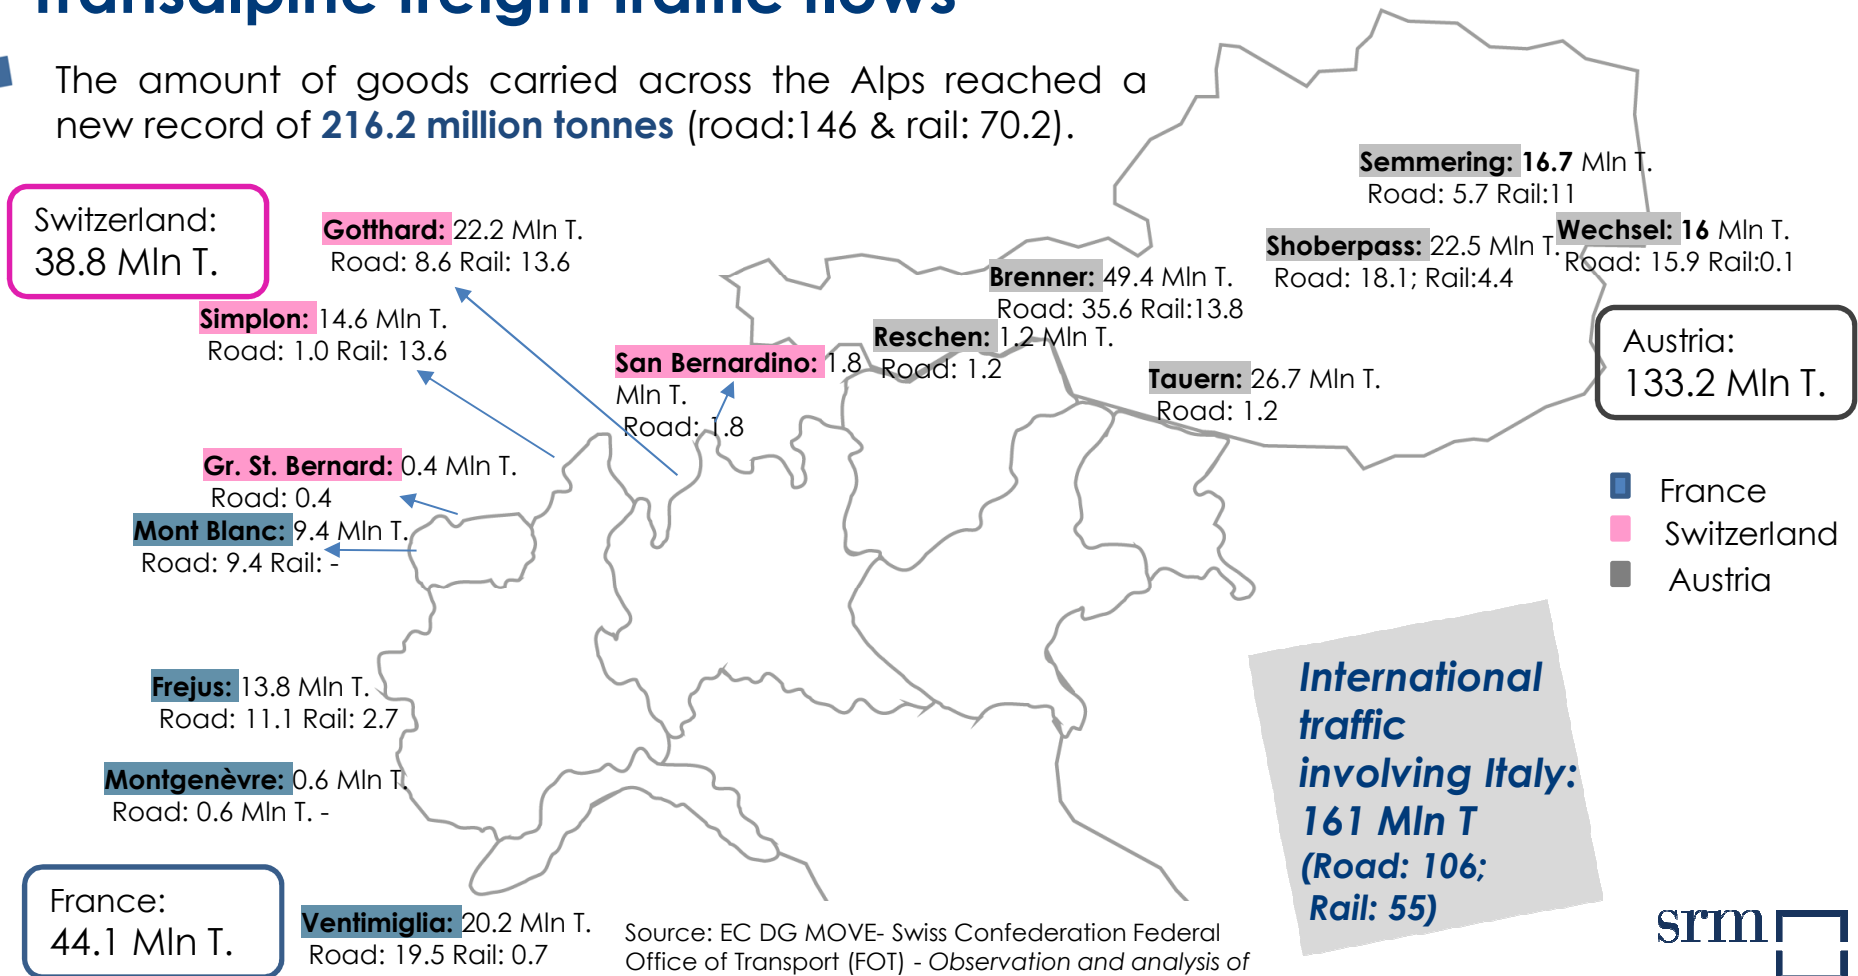 Transalpine freight traffic flows
The amount of goods carried across the Alps reached a
new record of 216.2 million tonnes (road:146 & rail: 70.2).
Switzerland:
38.8 Mln T.
Gotthard: 22.2 Mln T.
Road: 8.6 Rail: 13.6
Simplon: 14.6 Mln T.
Road: 1.0 Rail: 13.6
San Bernardino: 1.8
Mln T.
Road: 1.8
Gr. St. Bernard: 0.4 Mln T.
Road: 0.4
Mont Blanc: 9.4 Mln T.
Road: 9.4 Rail: -
Frejus: 13.8 Mln T.
Road: 11.1 Rail: 2.7
Montgenèvre: 0.6 Mln T.
Road: 0.6 Mln T. -
France:
44.1 Mln T.
Ventimiglia: 20.2 Mln T.
Road: 19.5 Rail: 0.7
Semmering: 16.7 Mln T.
Road: 5.7 Rail:11
Wechsel: 16 Mln T.
Road: 15.9 Rail:0.1
Shoberpass: 22.5 Mln T.
Road: 18.1; Rail:4.4
Brenner: 49.4 Mln T.
Road: 35.6 Rail:13.8
Reschen: 1.2 Mln T.
Road: 1.2
Tauern: 26.7 Mln T.
Road: 1.2
Austria:
133.2 Mln T.
France
Switzerland
Austria
International
traffic
involving Italy:
161 Mln T
(Road: 106;
Rail: 55)
Source: EC DG MOVE- Swiss Confederation Federal
Office of Transport (FOT) - Observation and analysis of
srm